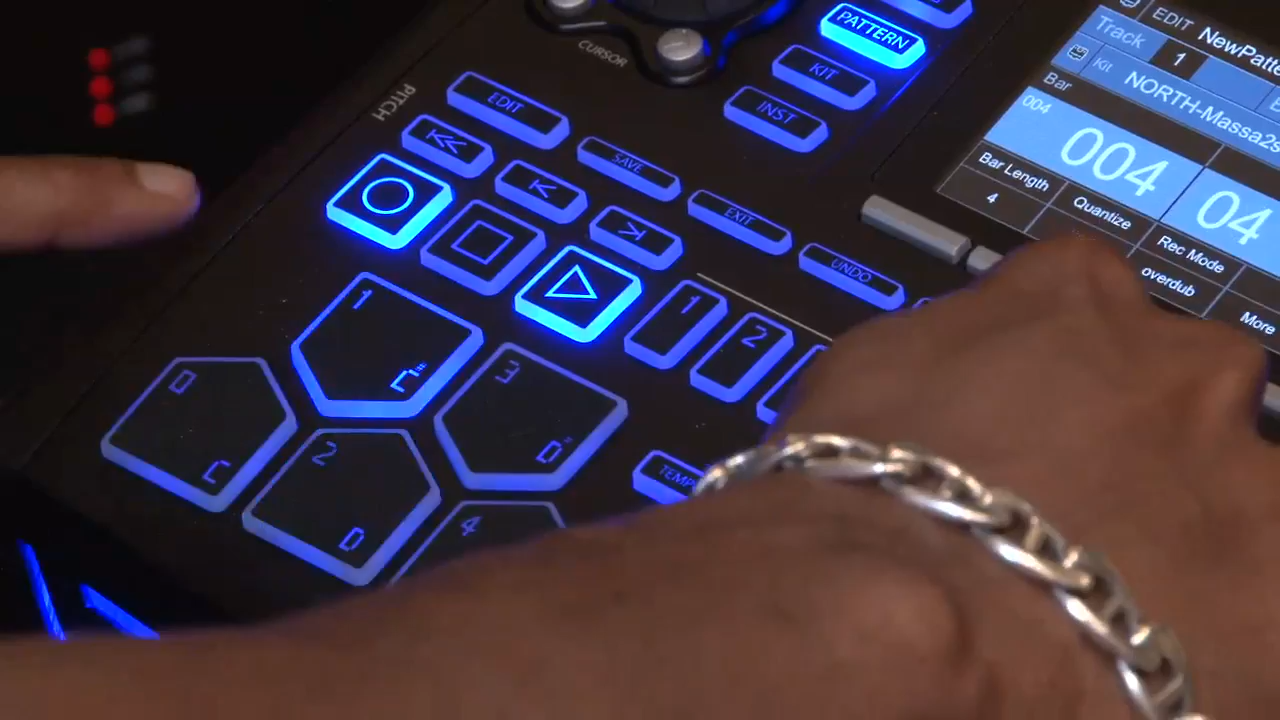 PATTERN
KIT
INST
CURSOR
PITCH
EDIT
SAVE
EXIT
UNDO
EDIT
Track
1
Kit
NORTH-Massa2s
Bar
004
004
04
Bar Length
4
Quantize
Rec Mode
overdub
More
1
2
1
C#
0
C
2
D
3
D#
4